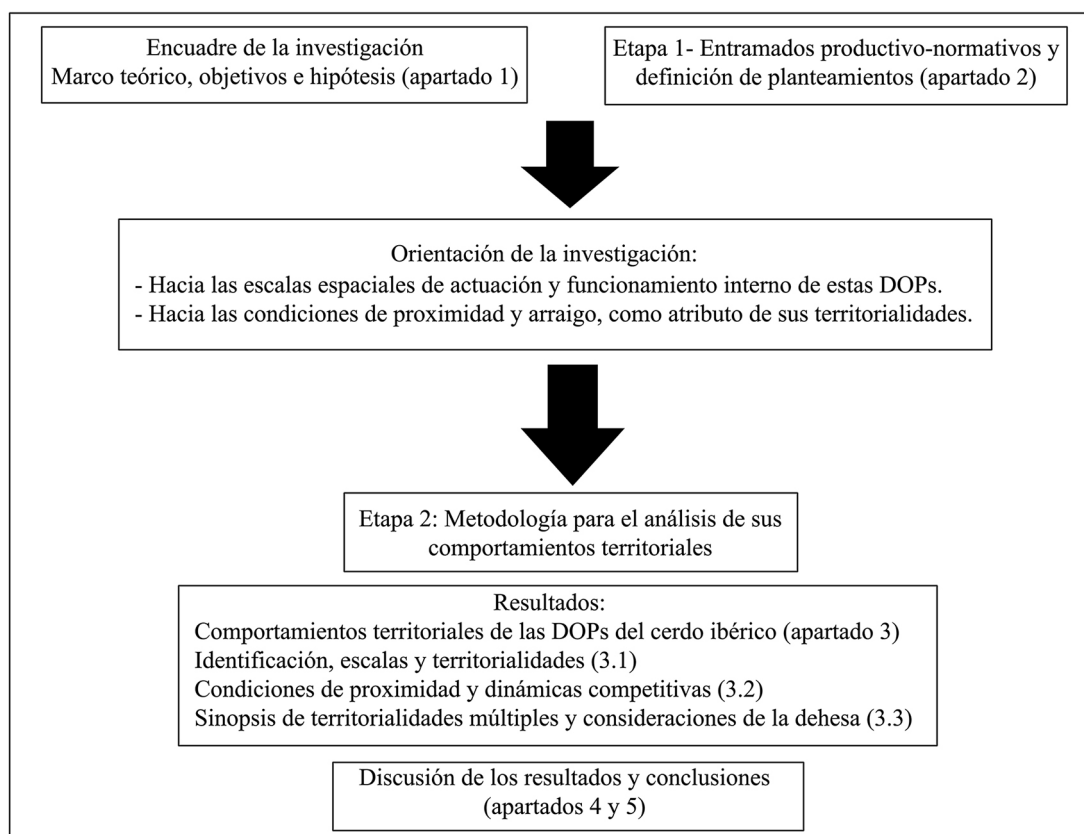 Encuadre de la investigación
Marco teórico, objetivos e hipótesis (apartado 1)
Etapa 1- Entramados productivo-normativos y
definición de planteamientos (apartado 2)
Orientación de la investigación:
- Hacia las escalas espaciales de actuación y funcionamiento interno de estas DOPs.
- Hacia las condiciones de proximidad y arraigo, como atributo de sus territorialidades.
Etapa 2: Metodología para el análisis de sus
comportamientos territoriales
Resultados:
Comportamientos territoriales de las DOPs del cerdo ibérico (apartado 3)
Identificación, escalas y territorialidades (3.1)
Condiciones de proximidad y dinámicas competitivas (3.2)
Sinopsis de territorialidades múltiples y consideraciones de la dehesa (3.3)
Discusión de los resultados y conclusiones
(apartados 4 y 5)